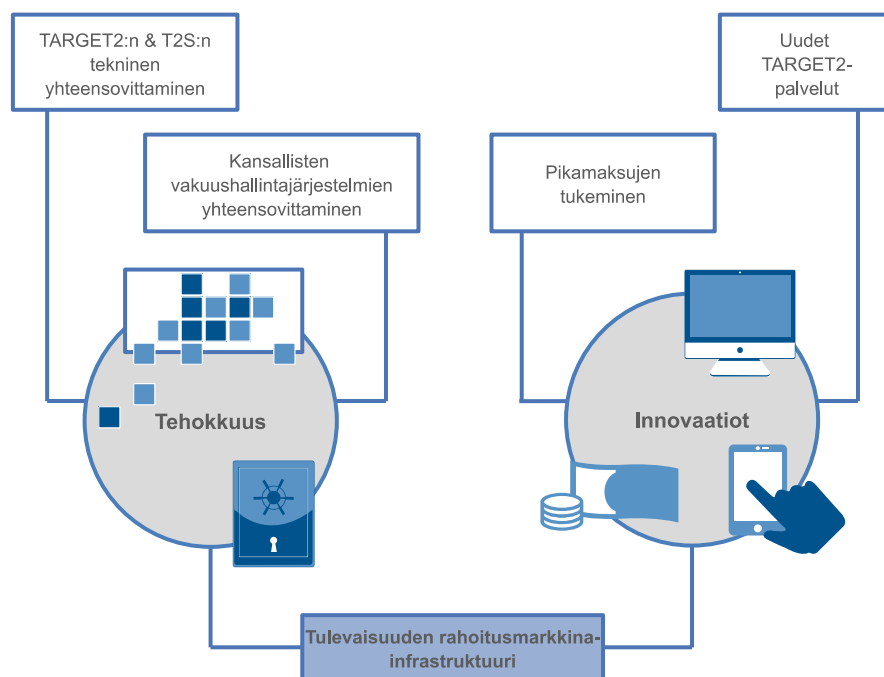 TARGET2:n & T2S:n
tekninen
yhteensovittaminen
Uudet
TARGET2-
palvelut
Kansallisten
vakuushallintajärjestelmien
yhteensovittaminen
Pikamaksujen
tukeminen
Tehokkuus
Innovaatiot
Tulevaisuuden rahoitusmarkkina-
infrastruktuuri